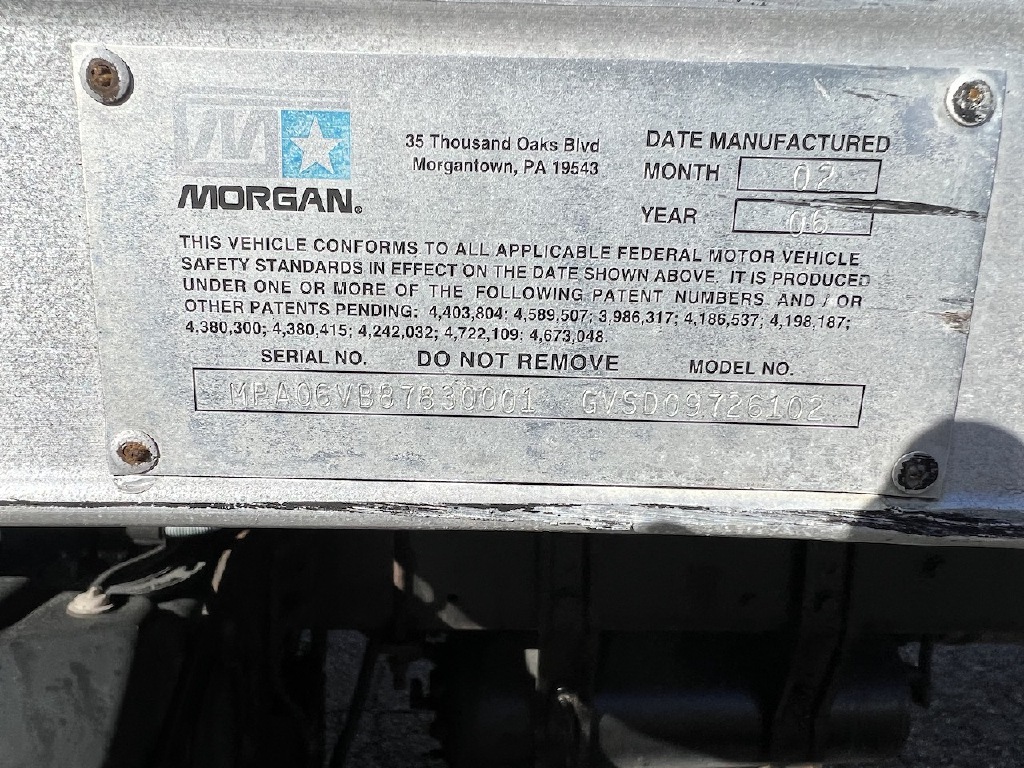 35 Thousand Oaks Blvd
Morgantown, PA 19543
MORGAN®
DATE MANUFACTURED
MONTH 02
YEAR 06
THIS VEHICLE CONFORMS TO ALL APPLICABLE FEDERAL MOTOR VEHICLE
SAFETY STANDARDS IN EFFECT ON THE DATE SHOWN ABOVE. IT IS PRODUCED
UNDER ONE OR MORE OF THE FOLLOWING PATENT NUMBERS AND / OR
OTHER PATENTS PENDING: 4,403,804; 4,589,507; 3,986,317; 4,186,537; 4,198,187;
4,380,300; 4,380,415; 4,242,032; 4,722,109; 4,673,048.
SERIAL NO. DO NOT REMOVE MODEL NO.
MPA06VB87830001 GVSD09726102